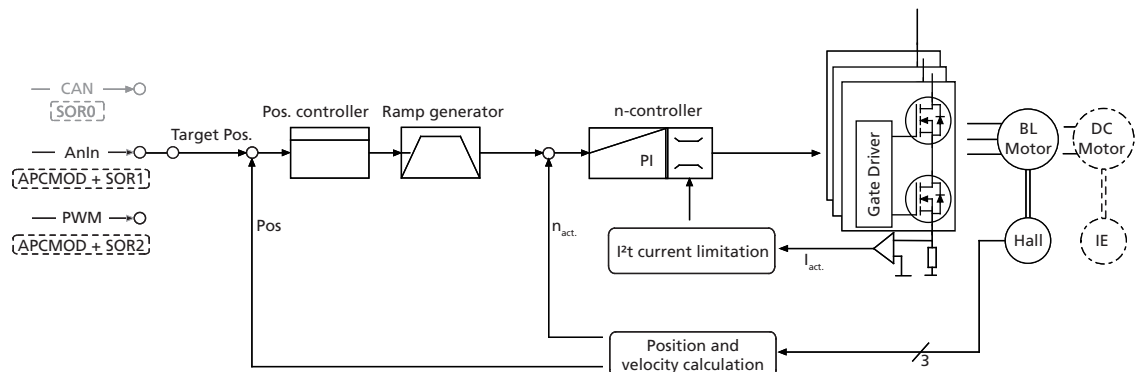 CAN
SOR0
Target Pos.
AnIn
APCMOD + SOR1
PWM
APCMOD + SOR2
Pos. controller
Ramp generator
n-controller
PI
Gate Driver
BL
Motor
DC
Motor
Pos
nact.
I²t current limitation
Iact.
Hall
IE
Position and
velocity calculation
3